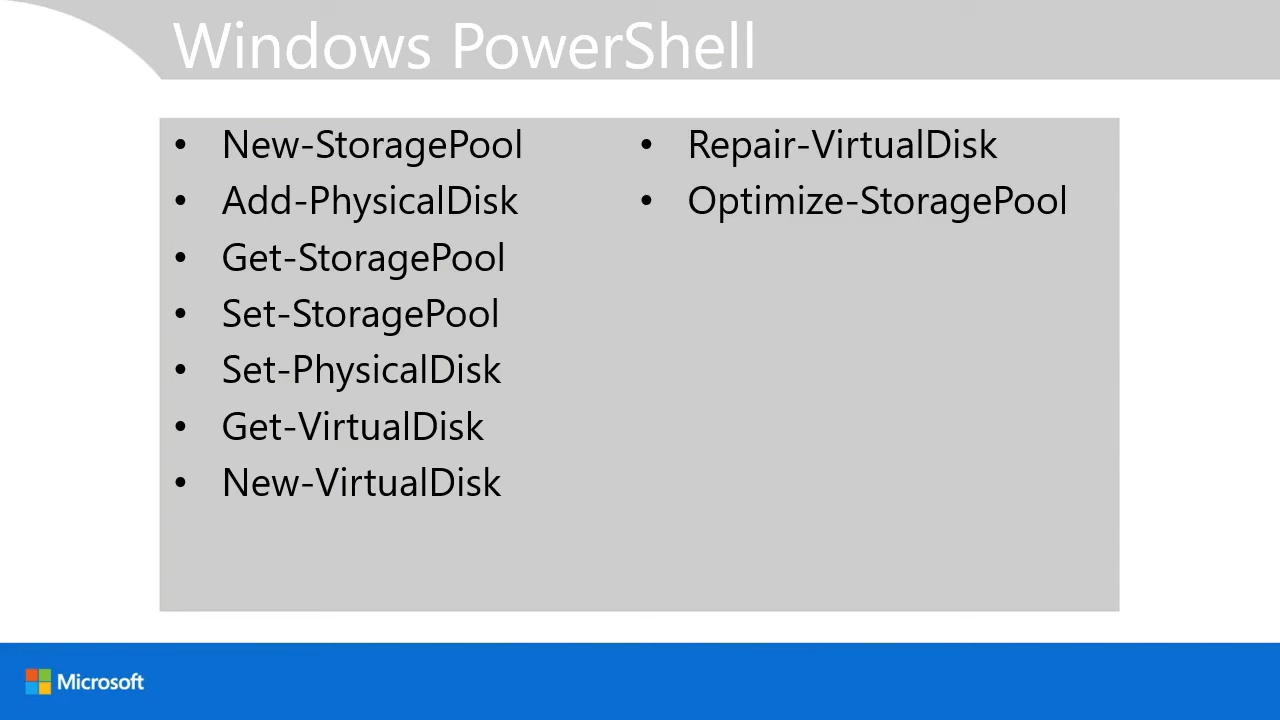 Windows PowerShell
• New-StoragePool
• Add-PhysicalDisk
• Get-StoragePool
• Set-StoragePool
• Set-PhysicalDisk
• Get-VirtualDisk
• New-VirtualDisk
• Repair-VirtualDisk
• Optimize-StoragePool
Microsoft